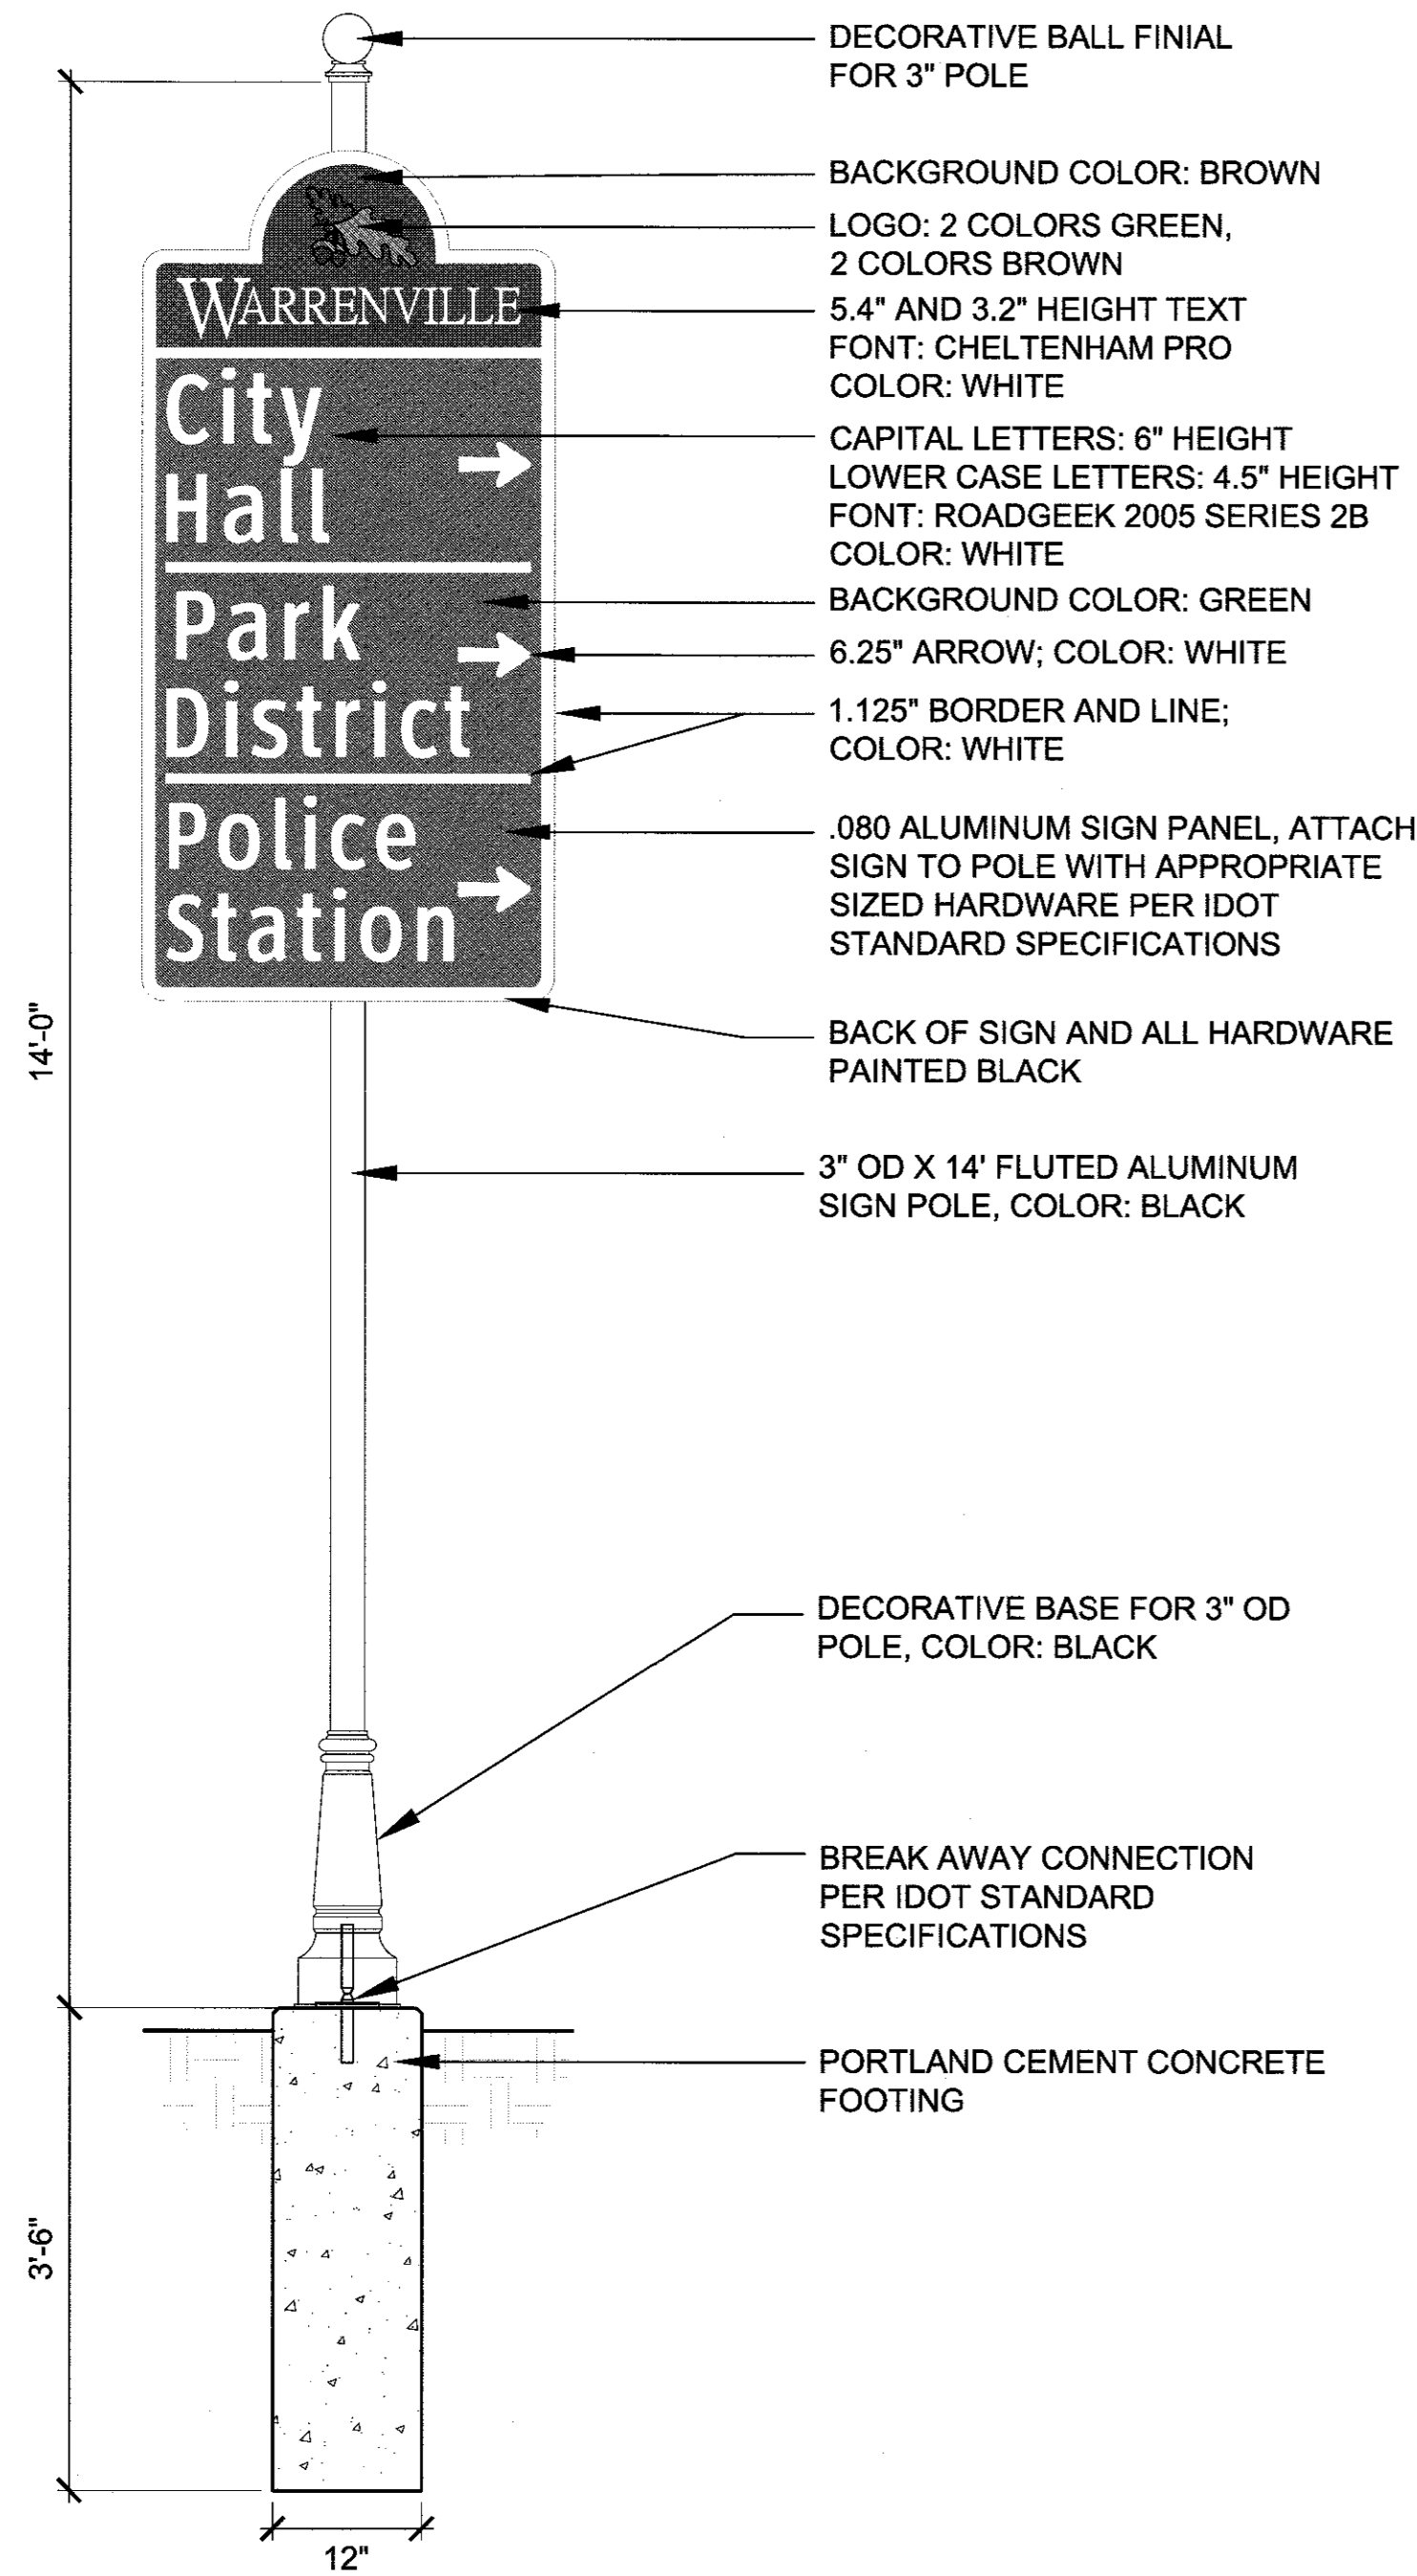 DECORATIVE BALL FINIAL
FOR 3" POLE
BACKGROUND COLOR: BROWN
LOGO: 2 COLORS GREEN,
2 COLORS BROWN
5.4" AND 3.2" HEIGHT TEXT
FONT: CHELTENHAM PRO
COLOR: WHITE
CAPITAL LETTERS: 6" HEIGHT
LOWER CASE LETTERS: 4.5" HEIGHT
FONT: ROADGEEK 2005 SERIES 2B
COLOR: WHITE
BACKGROUND COLOR: GREEN
6.25" ARROW; COLOR: WHITE
1.125" BORDER AND LINE;
COLOR: WHITE
.080 ALUMINUM SIGN PANEL, ATTACH
SIGN TO POLE WITH APPROPRIATE
SIZED HARDWARE PER IDOT
STANDARD SPECIFICATIONS
BACK OF SIGN AND ALL HARDWARE
PAINTED BLACK
3" OD X 14' FLUTED ALUMINUM
SIGN POLE, COLOR: BLACK
DECORATIVE BASE FOR 3" OD
POLE, COLOR: BLACK
BREAK AWAY CONNECTION
PER IDOT STANDARD
SPECIFICATIONS
PORTLAND CEMENT CONCRETE
FOOTING
WARRENVILLE
City
Hall
Park
District
Police
Station
14'-0"
3'-6"
12"